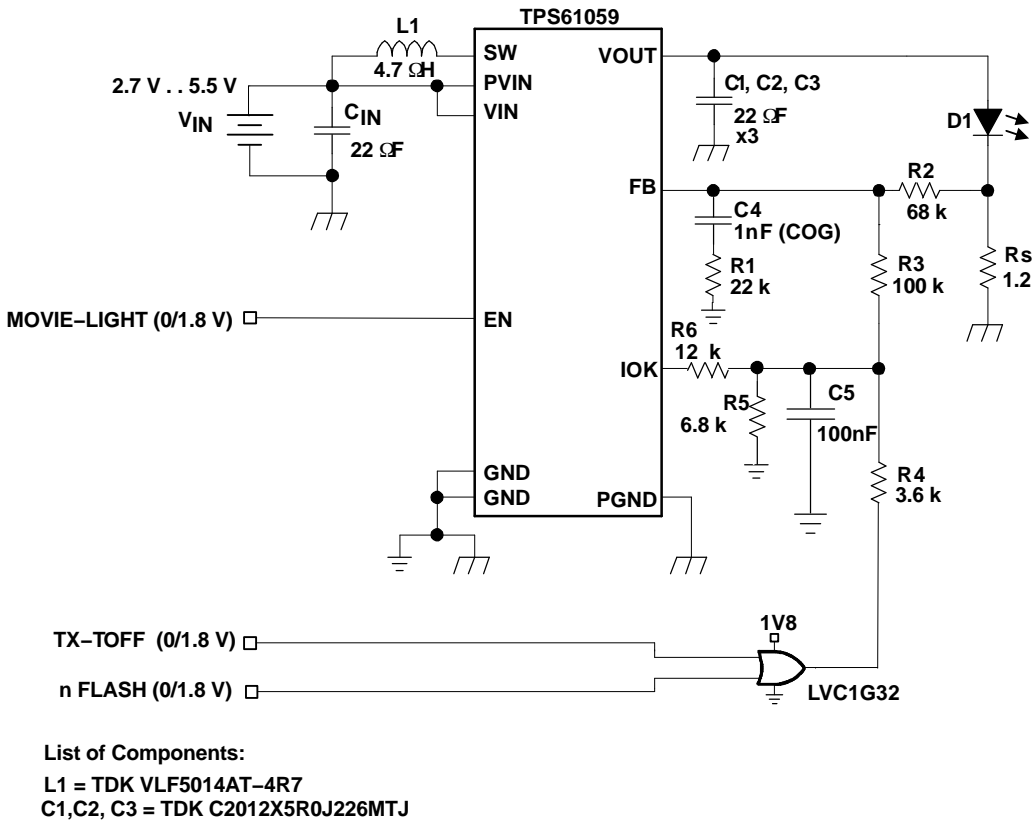 TPS61059
L1
4.7 ΩH
SW
PVIN
VIN
VOUT
2.7 V . . 5.5 V
VIN
CIN
22 ΩF
C1, C2, C3
22 ΩF
x3
D1
FB
R2
68 k
C4
1nF (COG)
R1
22 k
R3
100 k
Rs
1.2
MOVIE–LIGHT (0/1.8 V)
EN
R6
12 k
IOK
R5
6.8 k
C5
100nF
R4
3.6 k
GND
GND
PGND
TX–TOFF (0/1.8 V)
1V8
n FLASH (0/1.8 V)
LVC1G32
List of Components:
L1 = TDK VLF5014AT–4R7
C1,C2, C3 = TDK C2012X5R0J226MTJ